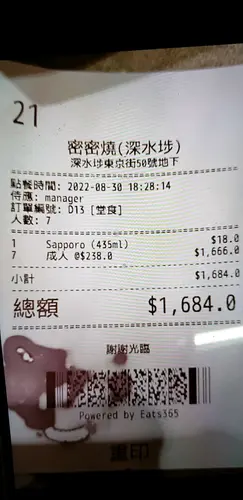 21
密密燒(深水埗)
深水埗東京街50號地下
點餐時間: 2022-08-30 18:28:14
侍應: manager
訂單編號: D13 [堂食]
人數: 7
1 Sapporo (435ml) $18.0
7 成人 @$238.0 $1,666.0
小計 $1,684.0
總額 $1,684.0
謝謝光臨
Powered by Eats365
重印